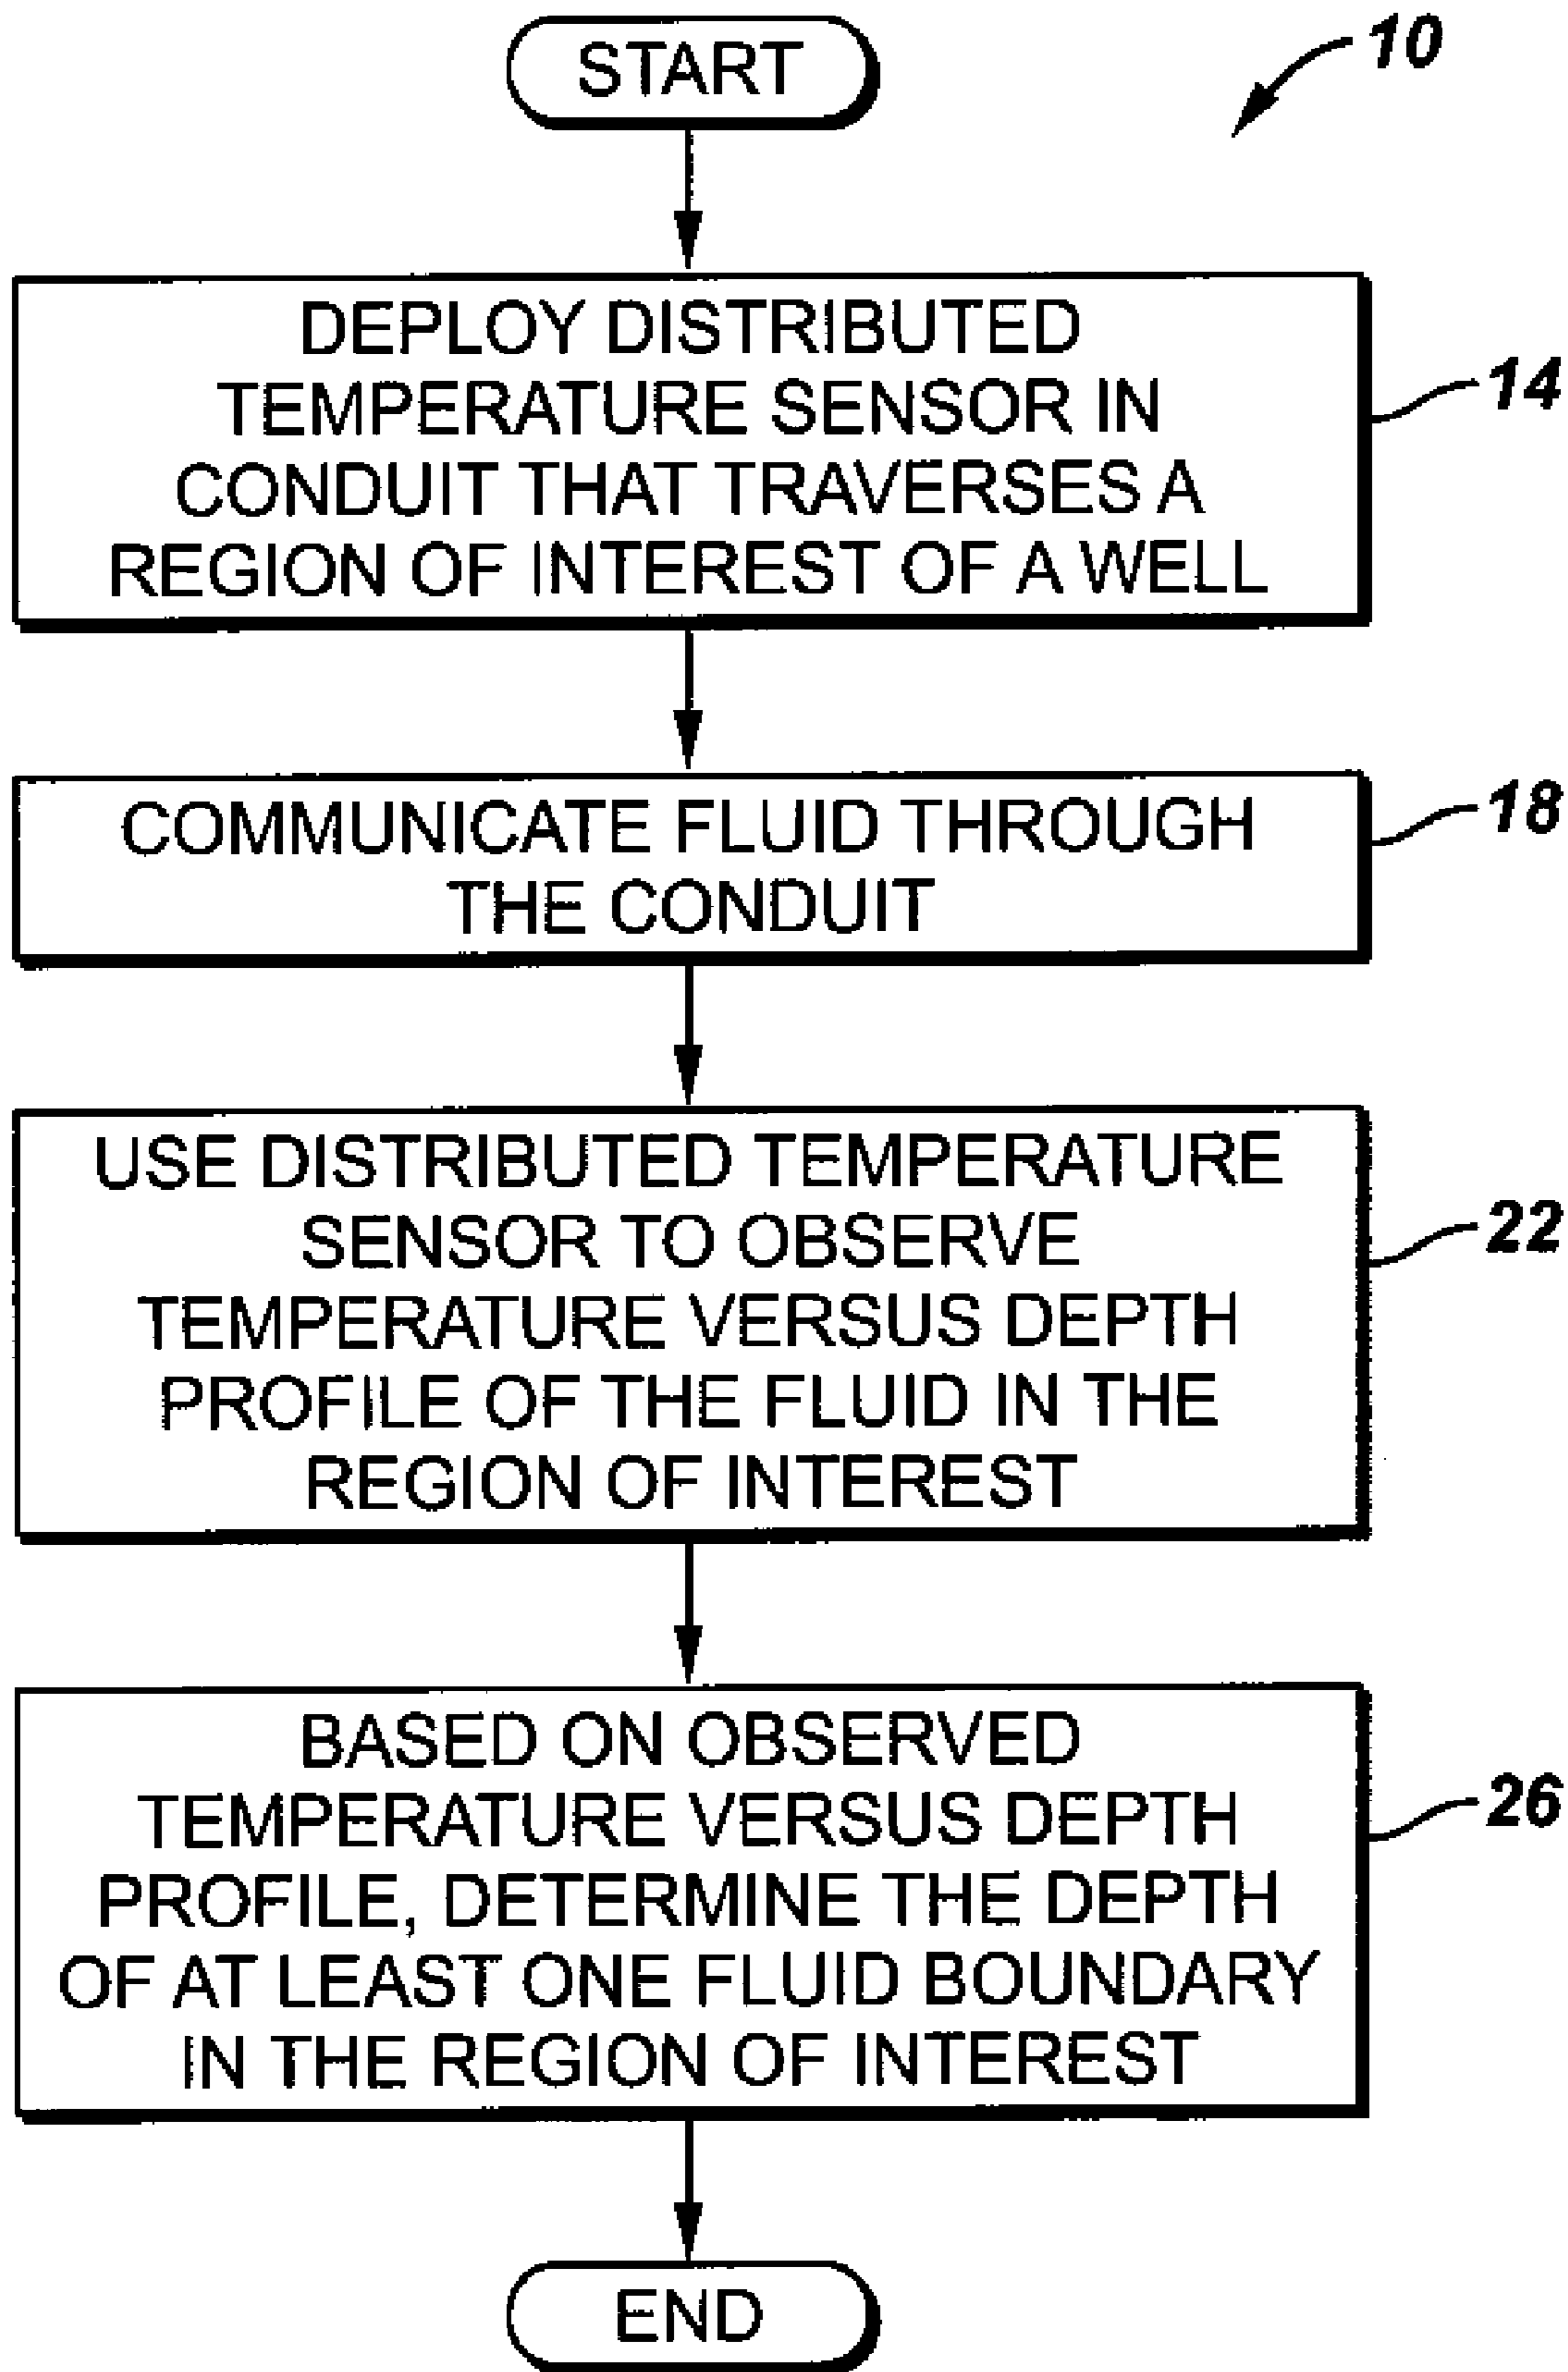 START
10
DEPLOY DISTRIBUTED
TEMPERATURE SENSOR IN
CONDUIT THAT TRAVERSES A
REGION OF INTEREST OF A WELL
14
COMMUNICATE FLUID THROUGH
THE CONDUIT
18
USE DISTRIBUTED TEMPERATURE
SENSOR TO OBSERVE
TEMPERATURE VERSUS DEPTH
PROFILE OF THE FLUID IN THE
REGION OF INTEREST
22
BASED ON OBSERVED
TEMPERATURE VERSUS DEPTH
PROFILE, DETERMINE THE DEPTH
OF AT LEAST ONE FLUID BOUNDARY
IN THE REGION OF INTEREST
26
END